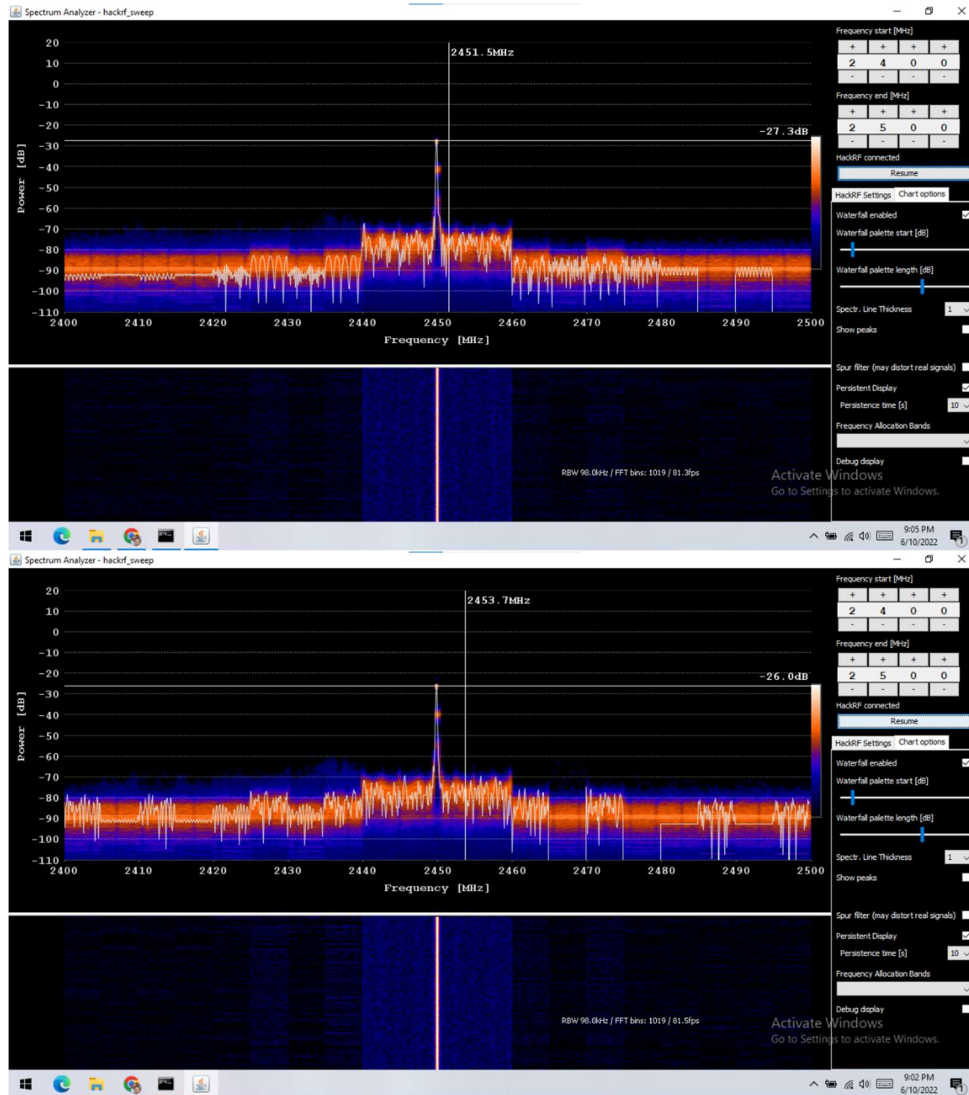 Spectrum Analyzer - hackrf_sweep
Frequency start [MHz]
+ + + +
2 4 0 0
- - - -
Frequency end [MHz]
+ + + +
2 5 0 0
- - - -
HackRF connected
Resume
HackRF Settings Chart options
Waterfall enabled
Waterfall palette start [dB]
Waterfall palette length [dB]
Spectr. Line Thickness 1
Show peaks
Spur filter (may distort real signals)
Persistent Display
Persistence time [s] 10
Frequency Allocation Bands
Debug display
2451.5MHz
-27.3dB
Power [dB]
20
10
0
-10
-20
-30
-40
-50
-60
-70
-80
-90
-100
-110
2400 2410 2420 2430 2440 2450 2460 2470 2480 2490 2500
Frequency [MHz]
RBW 98.0kHz / FFT bins: 1019 / 81.3fps
Activate Windows
Go to Settings to activate Windows.
9:05 PM
6/10/2022
1
Spectrum Analyzer - hackrf_sweep
Frequency start [MHz]
+ + + +
2 4 0 0
- - - -
Frequency end [MHz]
+ + + +
2 5 0 0
- - - -
HackRF connected
Resume
HackRF Settings Chart options
Waterfall enabled
Waterfall palette start [dB]
Waterfall palette length [dB]
Spectr. Line Thickness 1
Show peaks
Spur filter (may distort real signals)
Persistent Display
Persistence time [s] 10
Frequency Allocation Bands
Debug display
2453.7MHz
-26.0dB
Power [dB]
20
10
0
-10
-20
-30
-40
-50
-60
-70
-80
-90
-100
-110
2400 2410 2420 2430 2440 2450 2460 2470 2480 2490 2500
Frequency [MHz]
RBW 98.0kHz / FFT bins: 1019 / 81.5fps
Activate Windows
Go to Settings to activate Windows.
9:02 PM
6/10/2022
1